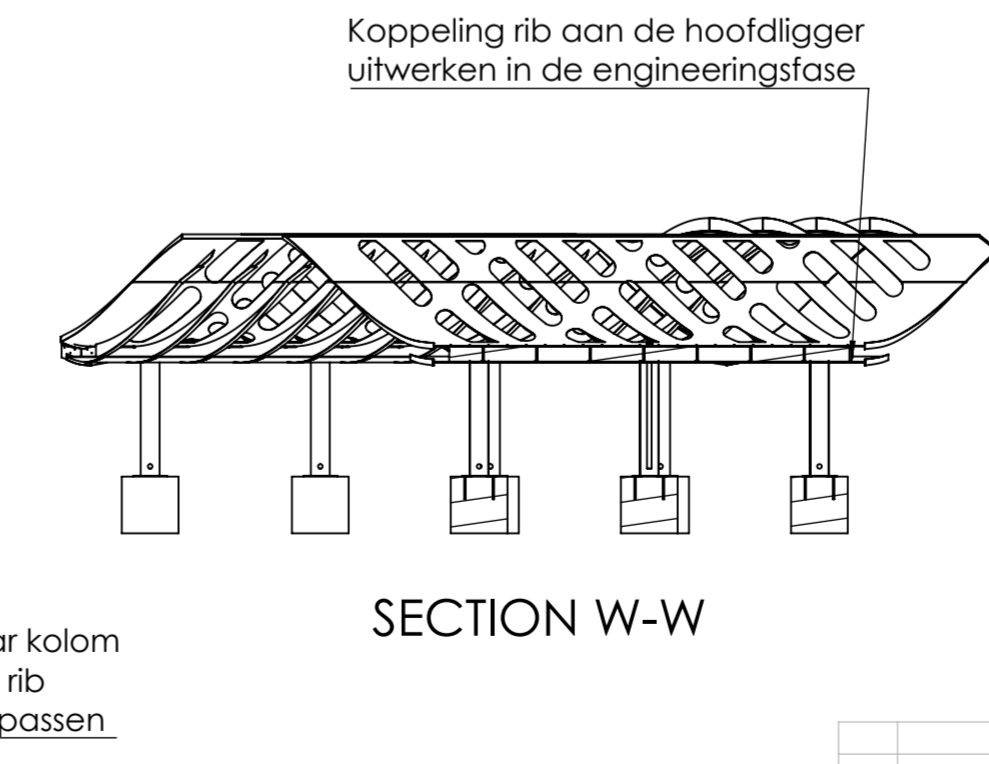 Koppeling rib aan de hoofdligger
uitwerken in de engineeringsfase
SECTION W-W
kolom
rib
passen